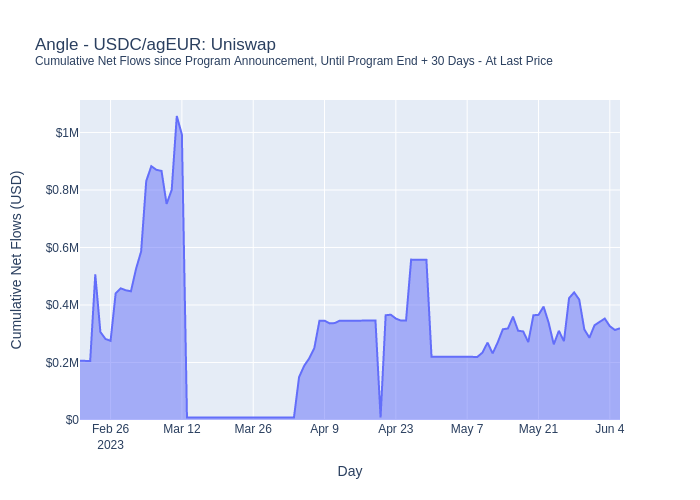 Angle - USDC/agEUR: Uniswap
Cumulative Net Flows since Program Announcement, Until Program End + 30 Days - At Last Price
Cumulative Net Flows (USD)
$1M
$0.8M
$0.6M
$0.4M
$0.2M
$0
Feb 26 Mar 12 Mar 26 Apr 9 Apr 23 May 7 May 21 Jun 4
2023
Day